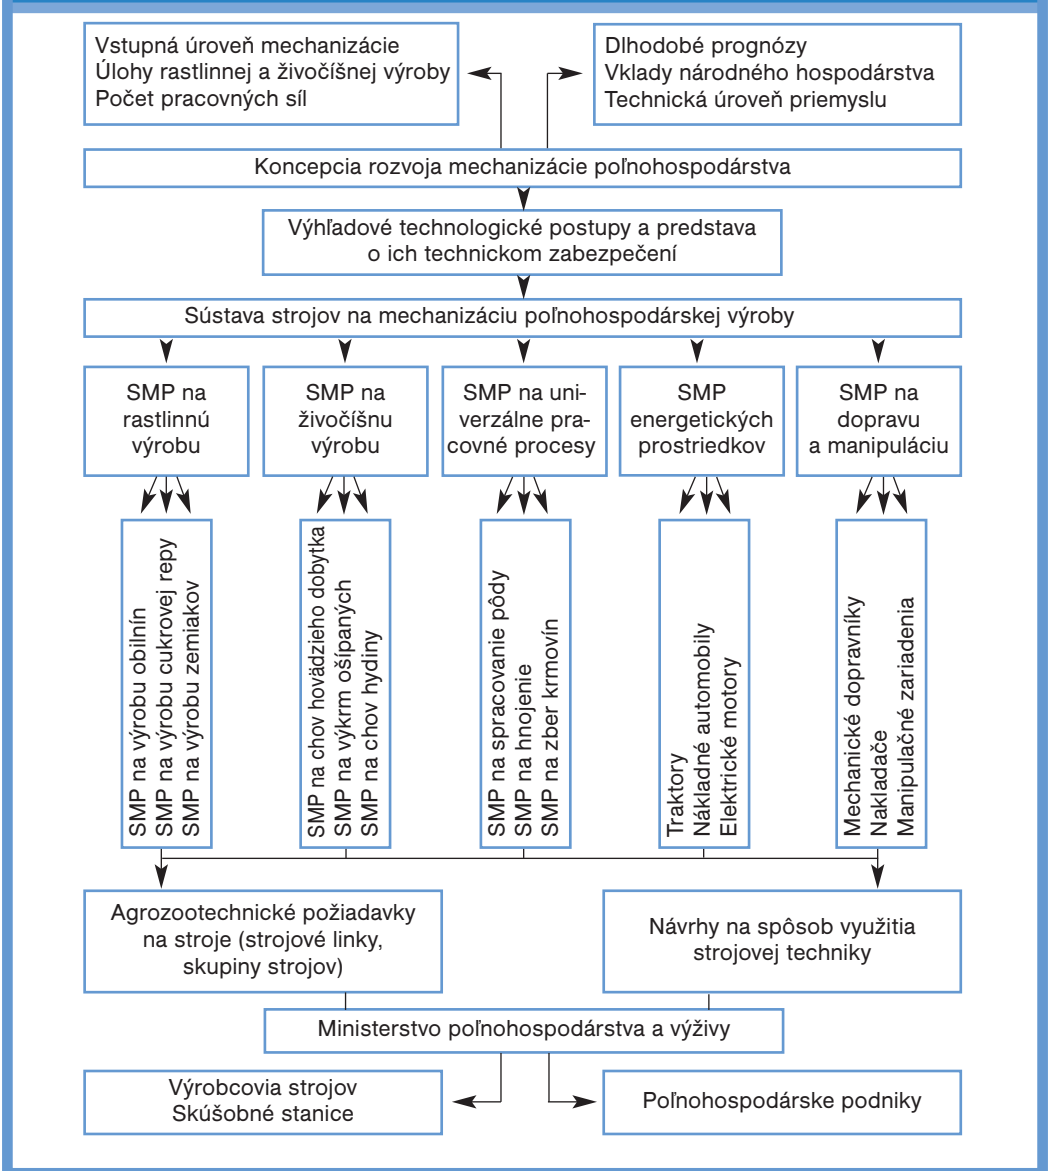 Vstupná úroveň mechanizácie
Úlohy rastlinnej a živočíšnej výroby
Počet pracovných síl
Dlhodobé prognózy
Vklady národného hospodárstva
Technická úroveň priemyslu
Koncepcia rozvoja mechanizácie poľnohospodárstva
Výhľadové technologické postupy a predstava
o ich technickom zabezpečení
Sústava strojov na mechanizáciu poľnohospodárskej výroby
SMP na
rastlinnú
výrobu
SMP na
živočíšnu
výrobu
SMP na uni-
verzálne pra-
covné procesy
SMP
energetických
prostriedkov
SMP na
dopravu
a manipuláciu
SMP na výrobu obilnín
SMP na výrobu cukrovej repy
SMP na výrobu zemiakov
SMP na chov hovädzieho dobytka
SMP na výkrm ošípaných
SMP na chov hydiny
SMP na spracovanie pôdy
SMP na hnojenie
SMP na zber krmovín
Traktory
Nákladné automobily
Elektrické motory
Mechanické dopravníky
Nakladače
Manipulačné zariadenia
Agrozootechnické požiadavky
na stroje (strojové linky,
skupiny strojov)
Návrhy na spôsob využitia
strojovej techniky
Ministerstvo poľnohospodárstva a výživy
Výrobcovia strojov
Skúšobné stanice
Poľnohospodárske podniky